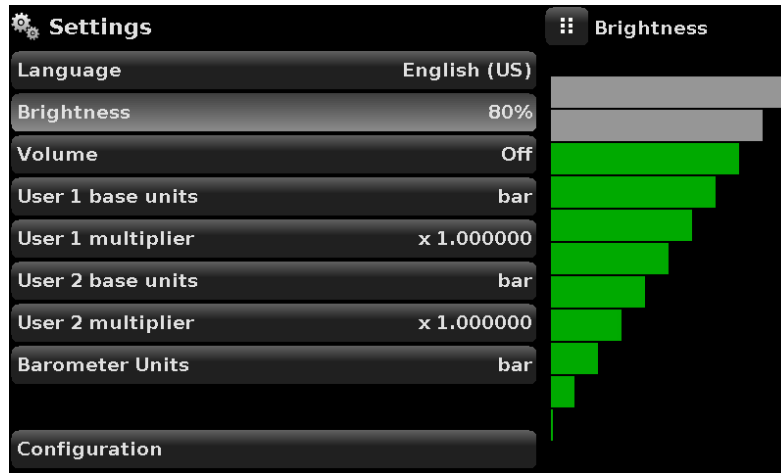 Settings
Brightness
Language English (US)
Brightness 80%
Volume Off
User 1 base units bar
User 1 multiplier x 1.000000
User 2 base units bar
User 2 multiplier x 1.000000
Barometer Units bar
Configuration